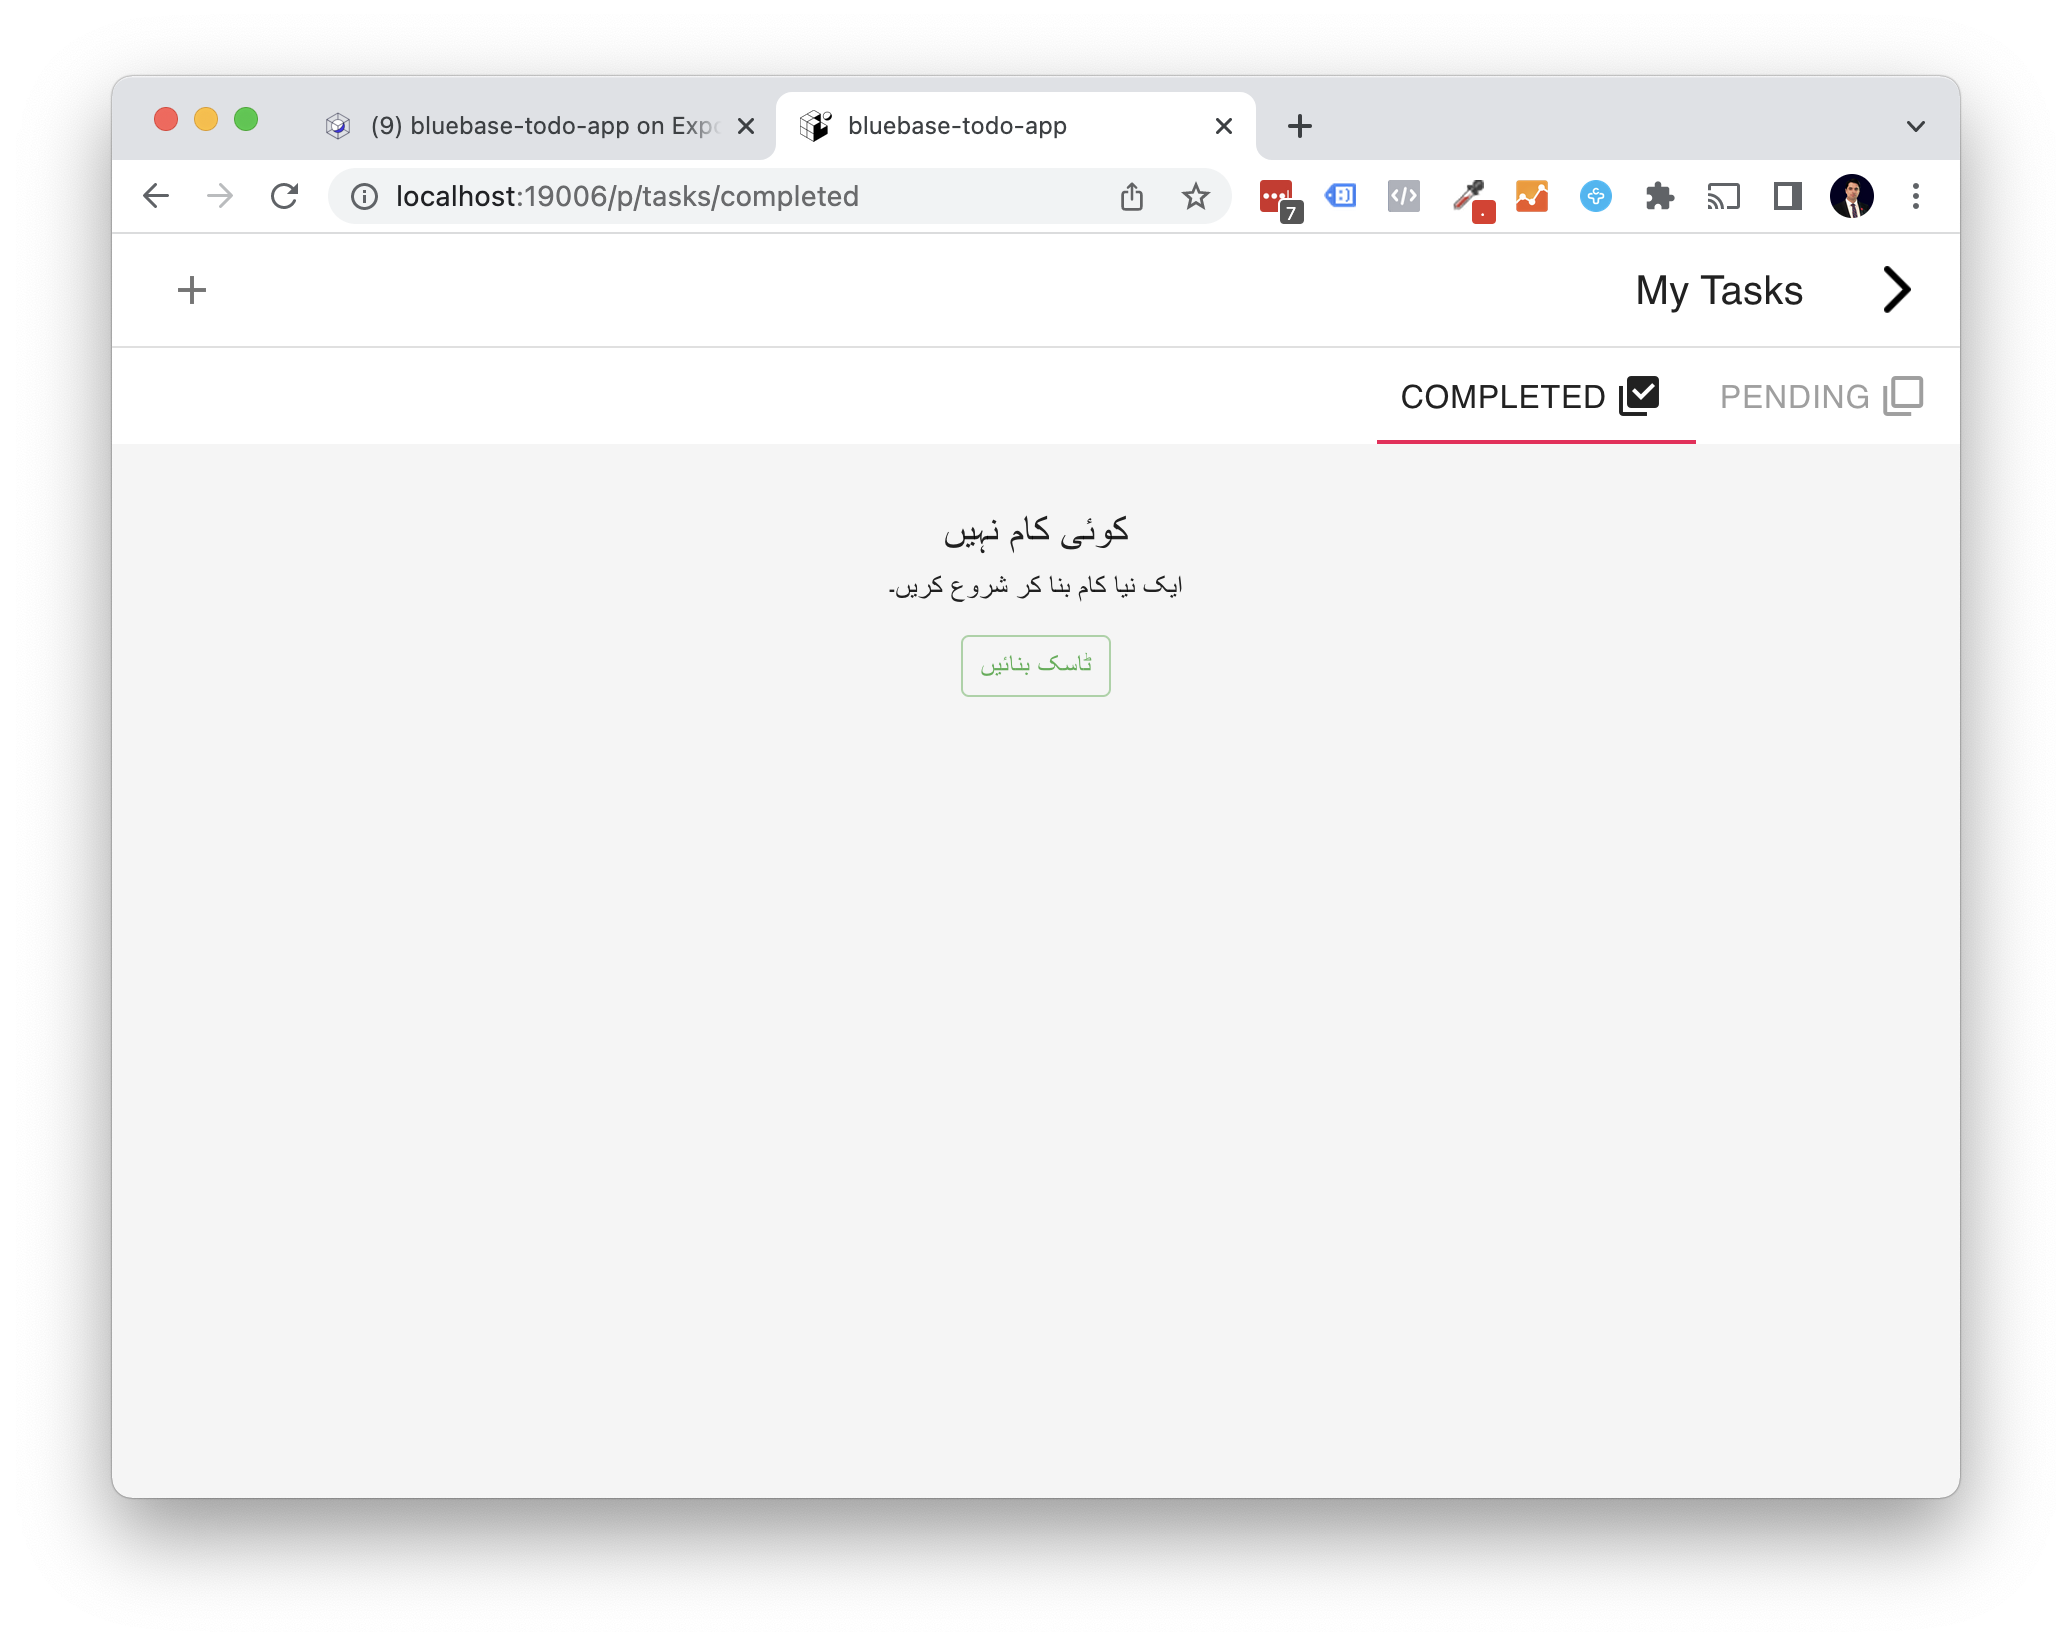 (9) bluebase-todo-app on Expo
bluebase-todo-app
localhost:19006/p/tasks/completed
7
My Tasks
PENDING
COMPLETED
کوئی کام نہیں
ایک نیا کام بنا کر شروع کریں۔
ٹاسک بنائیں